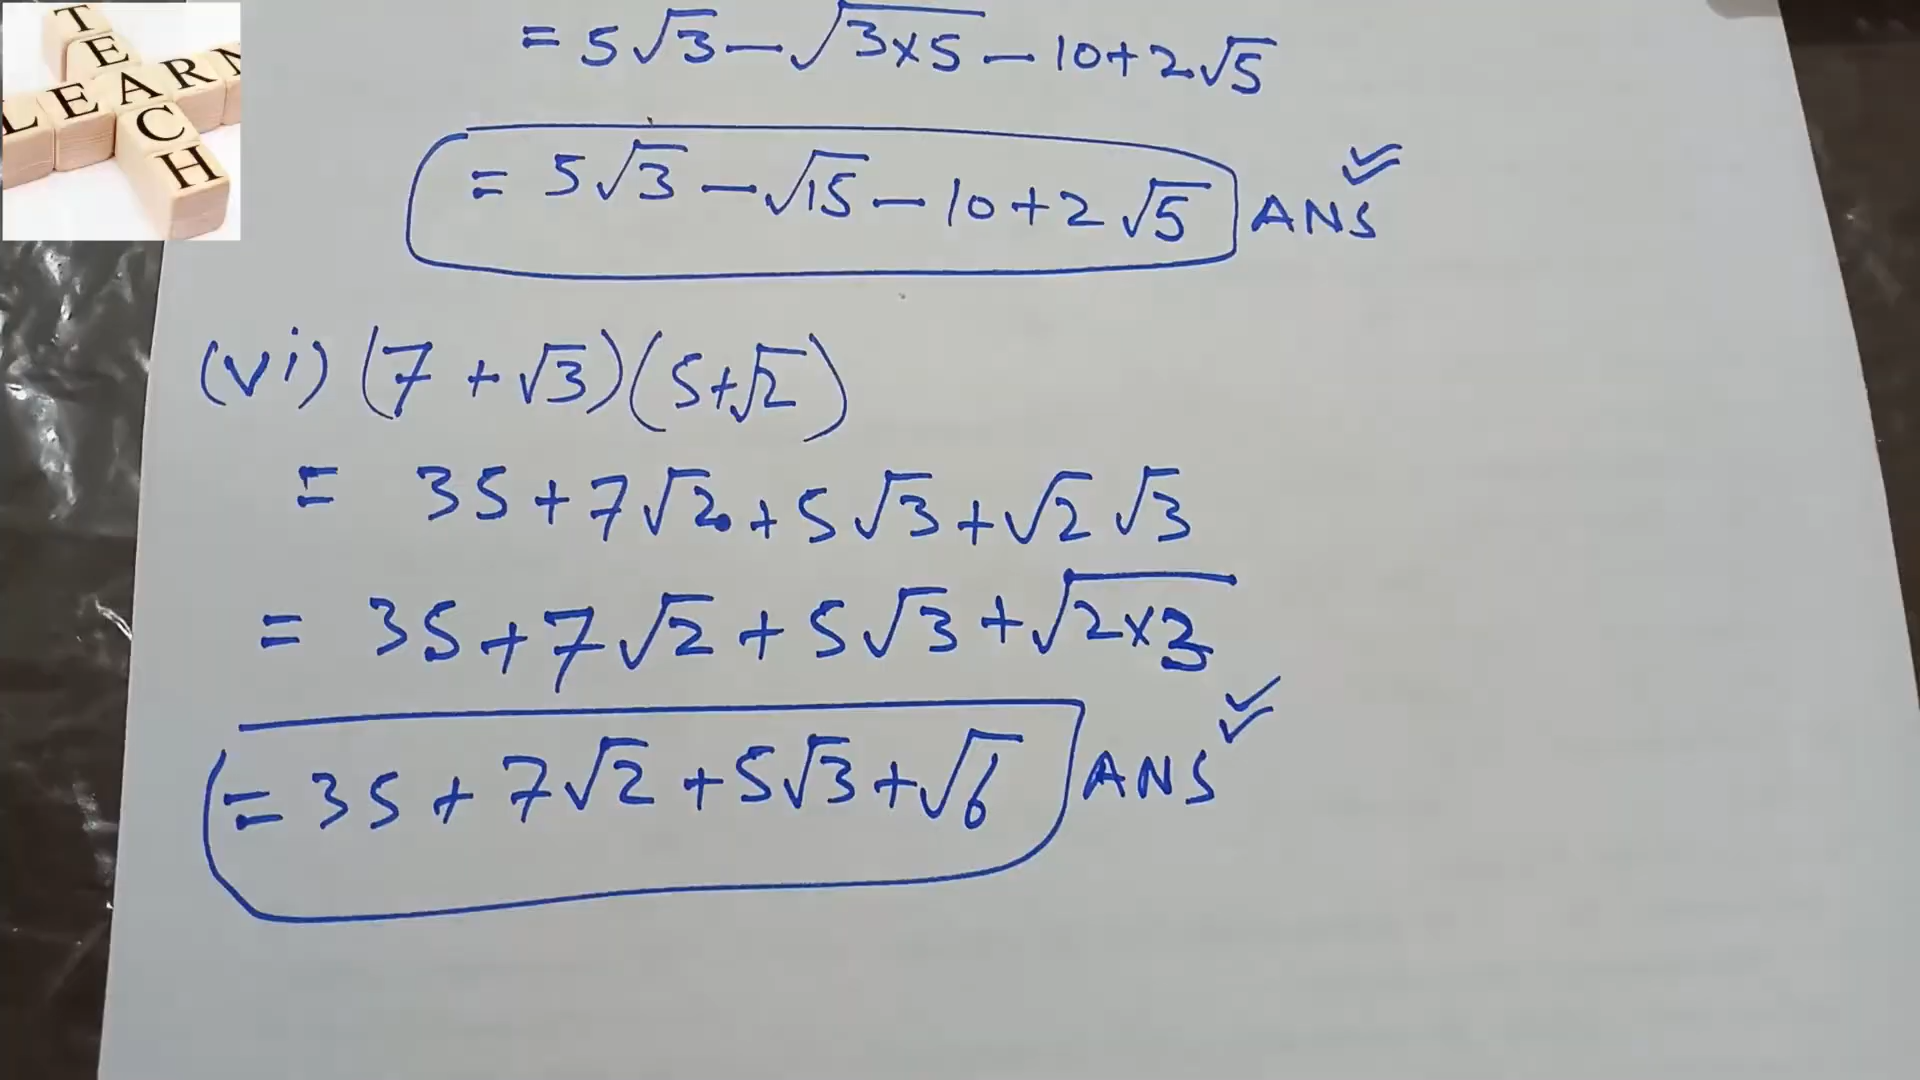 TEACH
LEARN
= 5√3 - √(3×5) - 10 + 2√5
= 5√3 - √15 - 10 + 2√5 ANS
(vi) (7 + √3)(5 + √2)
= 35 + 7√2 + 5√3 + √2 √3
= 35 + 7√2 + 5√3 + √(2×3)
= 35 + 7√2 + 5√3 + √6 ANS